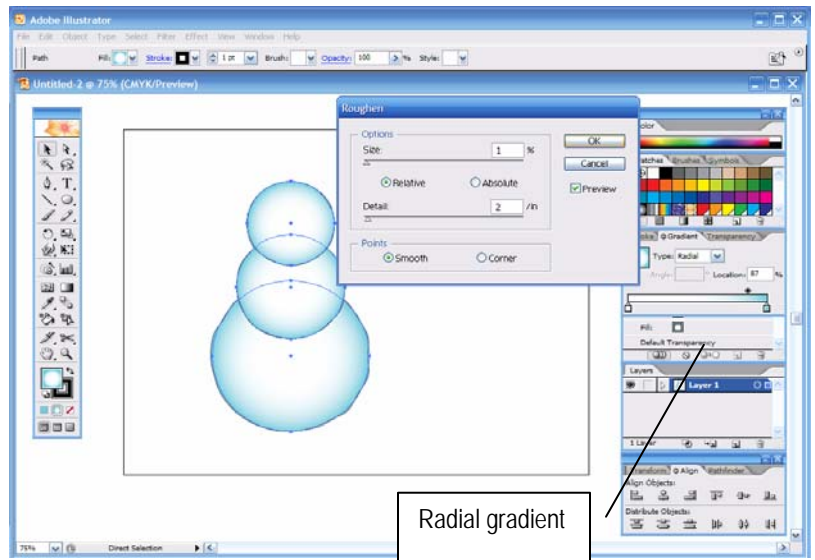 Adobe Illustrator
File Edit Object Type Select Filter Effect View Window Help
Path Fill: Stroke: 1 pt Brush: Opacity: 100 % Style:
Untitled-2 @ 75% (CMYK/Preview)
Roughen
Options
Size: 1 %
Relative Absolute
Detail: 2 /in
Points
Smooth Corner
OK
Cancel
Preview
Color
Swatches Brushes Symbols
Stroke Gradient Transparency
Type: Radial
Angle: Location: 87 %
Fill:
Default Transparency
Layers
Layer 1
1 Layer
Transform Align Pathfinder
Align Objects:
Distribute Objects:
Radial gradient
75% Direct Selection